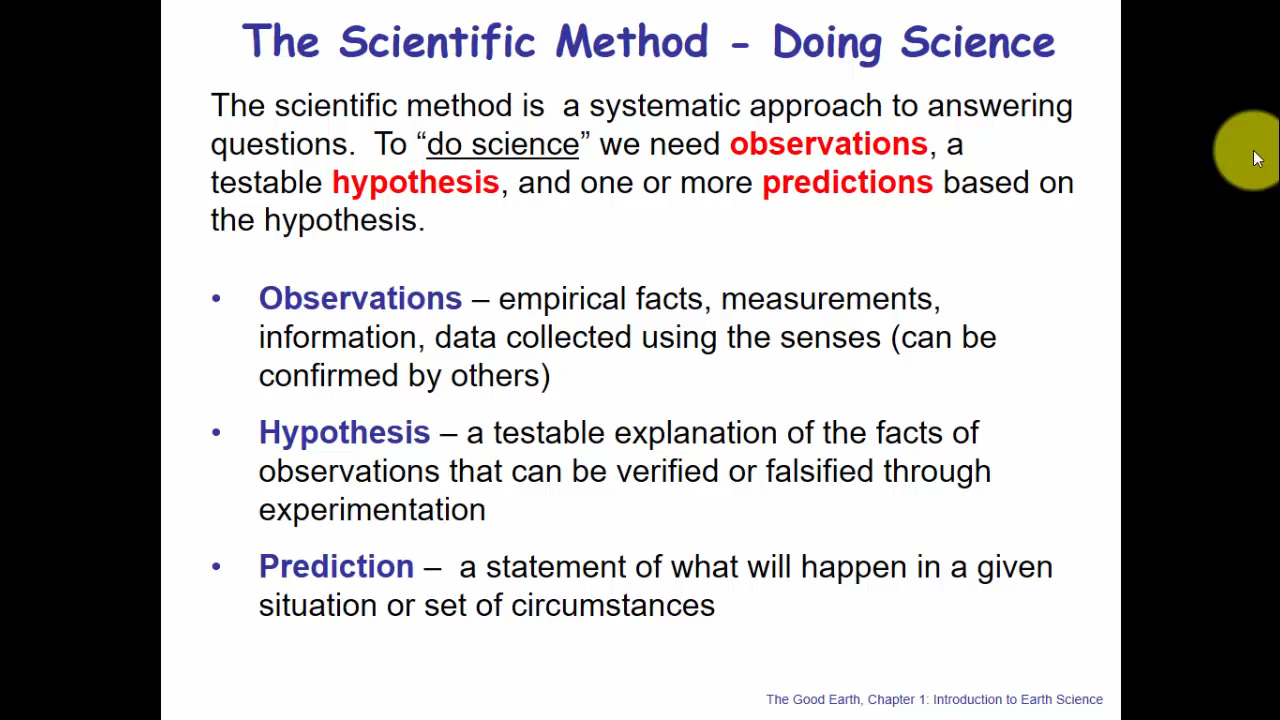 The Scientific Method - Doing Science
The scientific method is a systematic approach to answering
questions. To “do science” we need observations, a
testable hypothesis, and one or more predictions based on
the hypothesis.
• Observations – empirical facts, measurements,
information, data collected using the senses (can be
confirmed by others)
• Hypothesis – a testable explanation of the facts of
observations that can be verified or falsified through
experimentation
• Prediction – a statement of what will happen in a given
situation or set of circumstances
The Good Earth, Chapter 1: Introduction to Earth Science